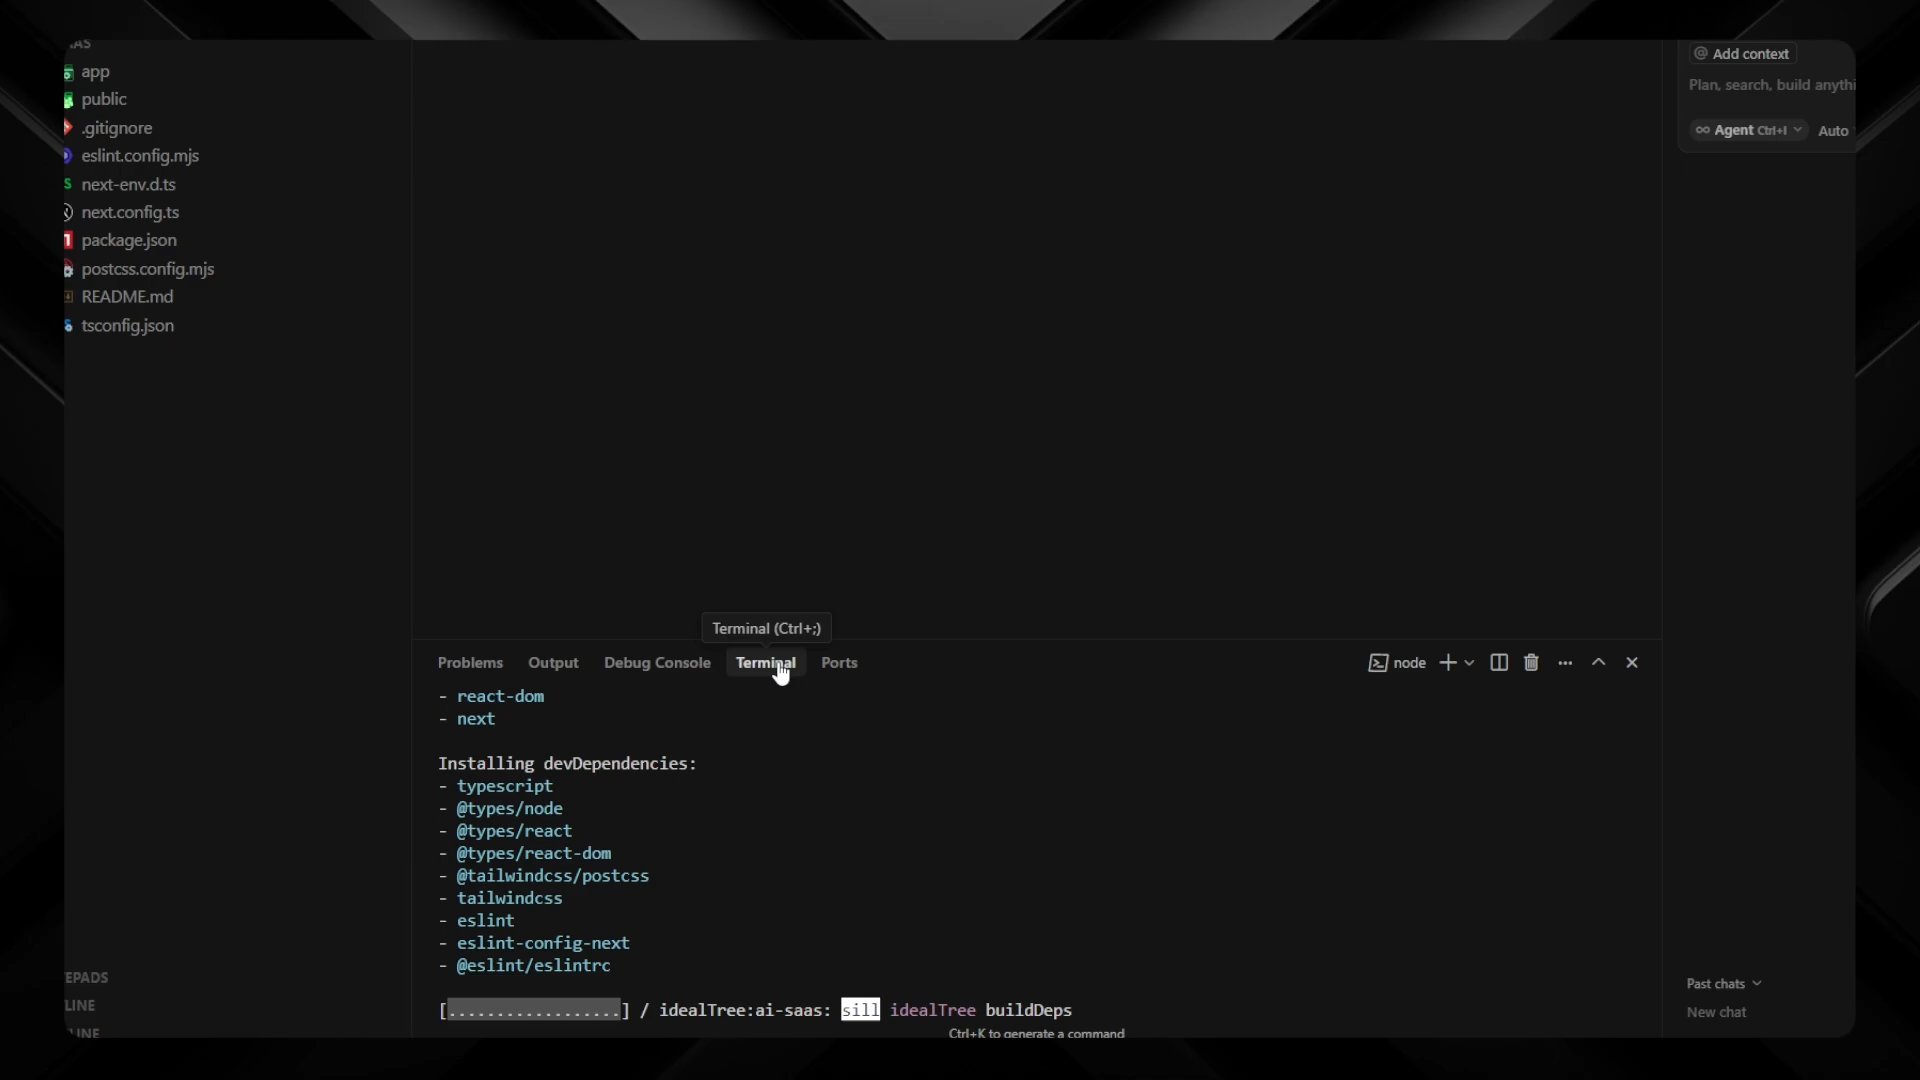 app
public
.gitignore
eslint.config.mjs
next-env.d.ts
next.config.ts
package.json
postcss.config.mjs
README.md
tsconfig.json
@ Add context
Plan, search, build anythi
∞ Agent Ctrl+I Auto
Terminal (Ctrl+;)
Problems Output Debug Console Terminal Ports
node
- react-dom
- next
Installing devDependencies:
- typescript
- @types/node
- @types/react
- @types/react-dom
- @tailwindcss/postcss
- tailwindcss
- eslint
- eslint-config-next
- @eslint/eslintrc
[..................] / idealTree:ai-saas: sill idealTree buildDeps
Ctrl+K to generate a command
EPADS
LINE
Past chats
New chat